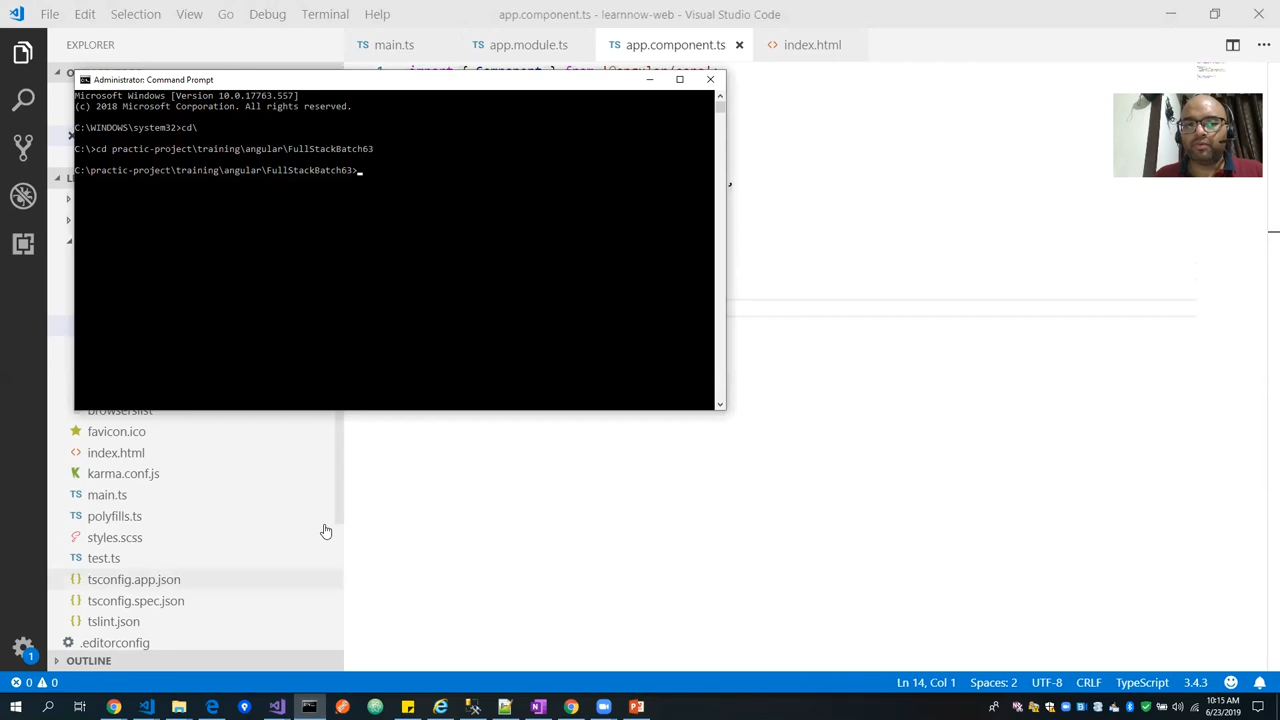 File Edit Selection View Go Debug Terminal Help
app.component.ts - learnow-web - Visual Studio Code
EXPLORER
main.ts
app.module.ts
app.component.ts
index.html
Administrator: Command Prompt
Microsoft Windows [Version 10.0.17763.557]
(c) 2018 Microsoft Corporation. All rights reserved.
C:\WINDOWS\system32>cd\
C:\>cd practic-project\training\angular\FullStackBatch63
C:\practic-project\training\angular\FullStackBatch63>
favicon.ico
index.html
karma.conf.js
main.ts
polyfills.ts
styles.scss
test.ts
tsconfig.app.json
tsconfig.spec.json
tslint.json
.editorconfig
OUTLINE
0 0
Ln 14, Col 1 Spaces: 2 UTF-8 CRLF TypeScript 3.4.3
1
10:15 AM
6/23/2019